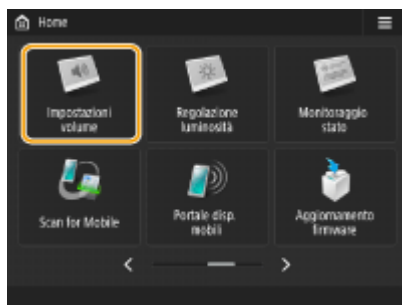 Home
Impostazioni
volume
Regolazione
luminosità
Monitoraggio
stato
Scan for Mobile
Portale disp.
mobili
Aggiornamento
firmware